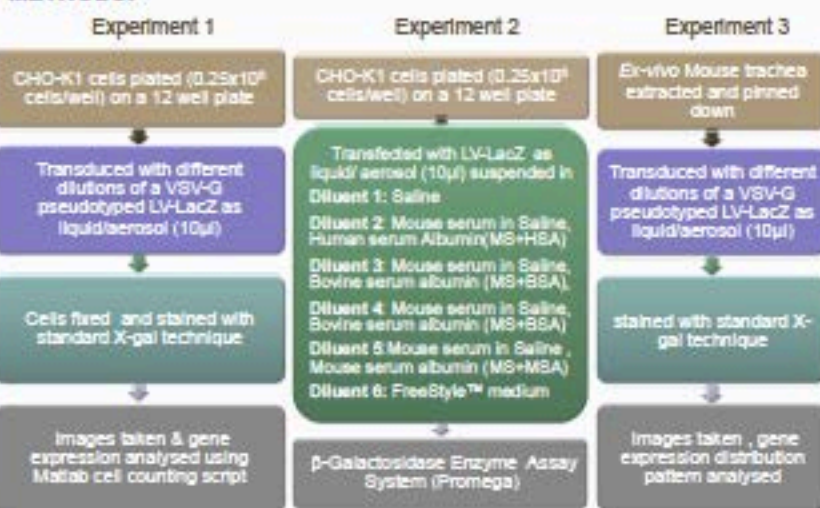 Experiment 1
CHO-K1 cells plated (0.25x10⁶
cells/well) on a 12 well plate
Transduced with different
dilutions of a VSV-G
pseudotyped LV-LacZ as
liquid/aerosol (10µl)
Cells fixed and stained with
standard X-gal technique
Images taken & gene
expression analysed using
Matlab cell counting script
Experiment 2
CHO-K1 cells plated (0.25x10⁶
cells/well) on a 12 well plate
Transfected with LV-LacZ as
liquid/ aerosol (10µl) suspended in
Diluent 1: Saline
Diluent 2: Mouse serum in Saline,
Human serum Albumin(MS+HSA)
Diluent 3: Mouse serum in Saline,
Bovine serum albumin (MS+BSA),
Diluent 4: Mouse serum in Saline,
Bovine serum albumin (MS+BSA)
Diluent 5:Mouse serum in Saline ,
Mouse serum albumin (MS+MSA)
Diluent 6: FreeStyle™ medium
β-Galactosidase Enzyme Assay
System (Promega)
Experiment 3
Ex-vivo Mouse trachea
extracted and pinned
down
Transduced with different
dilutions of a VSV-G
pseudotyped LV-LacZ as
liquid/aerosol (10µl)
stained with standard X-
gal technique
Images taken , gene
expression distribution
pattern analysed